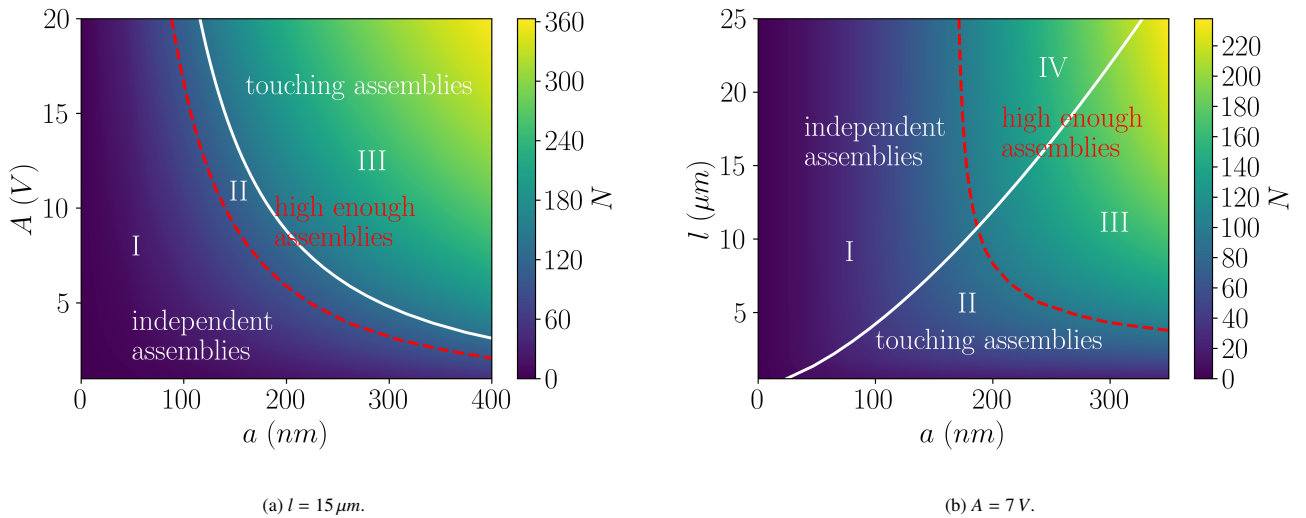 20
15
10
5
A (V)
touching assemblies
III
II
high enough
assemblies
I
independent
assemblies
0
100
200
300
400
a (nm)
360
300
240
180
120
60
0
N
(a) l = 15 μm.
25
20
15
10
5
l (μm)
IV
independent
assemblies
high enough
assemblies
III
I
II
touching assemblies
0
100
200
300
a (nm)
220
200
180
160
140
120
100
80
60
40
20
0
N
(b) A = 7 V.